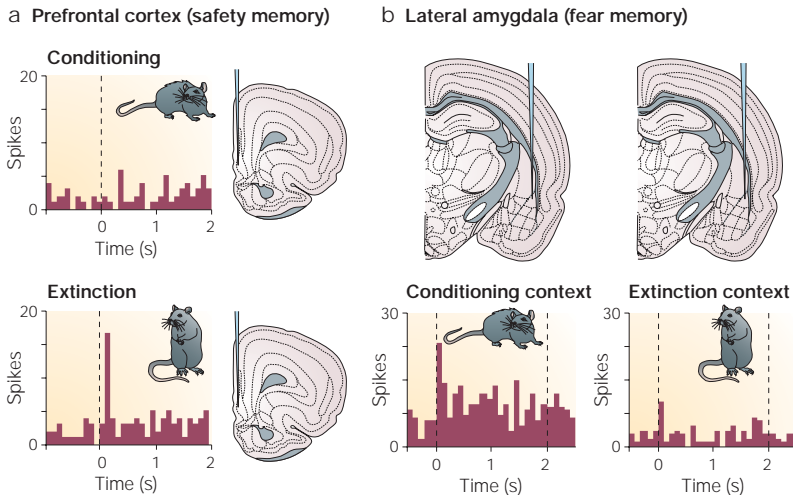 a Prefrontal cortex (safety memory)
Conditioning
20
10
0
Spikes
0 1 2
Time (s)
Extinction
20
10
0
Spikes
0 1 2
Time (s)
b Lateral amygdala (fear memory)
Conditioning context
30
0
Spikes
0 1 2
Time (s)
Extinction context
30
0
Spikes
0 1 2
Time (s)